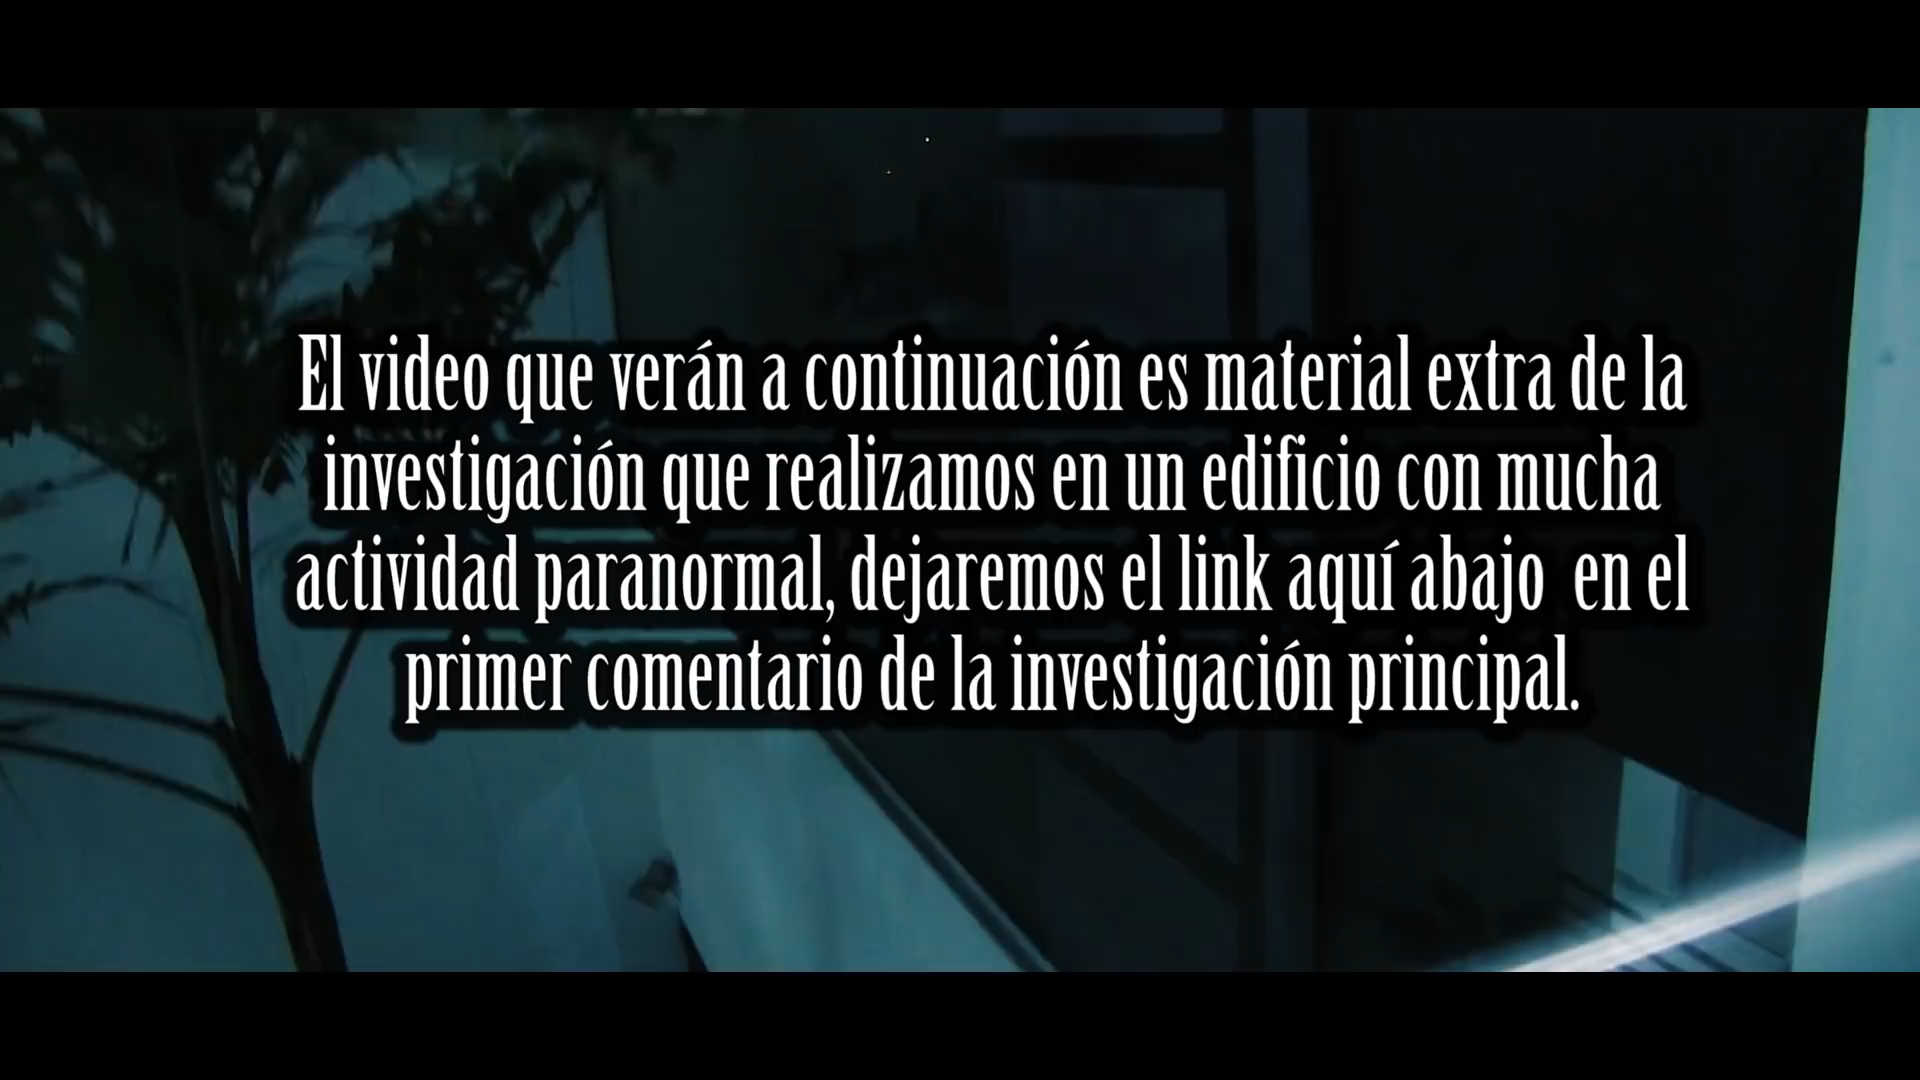 El video que verán a continuación es material extra de la
investigación que realizamos en un edificio con mucha
actividad paranormal, dejaremos el link aquí abajo  en el
primer comentario de la investigación principal.